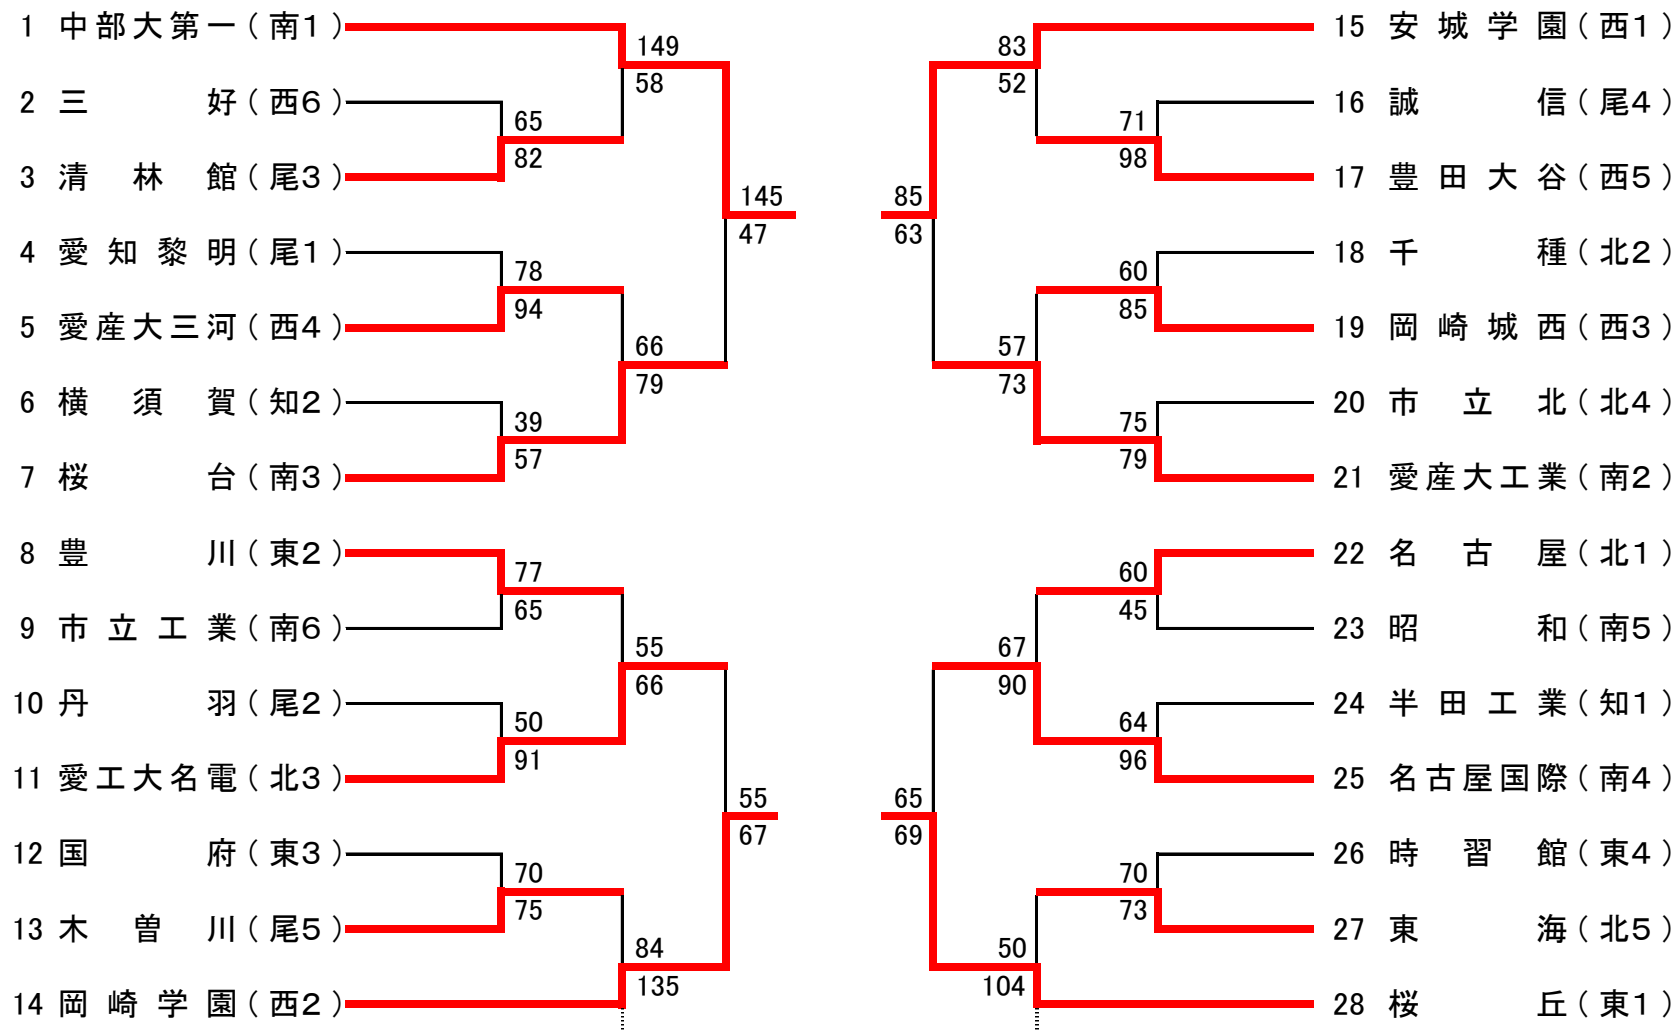 1 中部大第一(南1)
149
58
2 三好(西6)
65
82
3 清林館(尾3)
145
47
4 愛知黎明(尾1)
78
94
5 愛産大三河(西4)
66
79
6 横須賀(知2)
39
57
7 桜台(南3)
8 豊川(東2)
77
65
9 市立工業(南6)
55
66
10 丹羽(尾2)
50
91
11 愛工大名電(北3)
55
67
12 国府(東3)
70
75
13 木曽川(尾5)
84
135
14 岡崎学園(西2)
15 安城学園(西1)
83
52
16 誠信(尾4)
71
98
17 豊田大谷(西5)
85
63
18 千種(北2)
60
85
19 岡崎城西(西3)
57
73
20 市立北(北4)
75
79
21 愛産大工業(南2)
22 名古屋(北1)
60
45
23 昭和(南5)
67
90
24 半田工業(知1)
64
96
25 名古屋国際(南4)
65
69
26 時習館(東4)
70
73
27 東海(北5)
50
104
28 桜丘(東1)